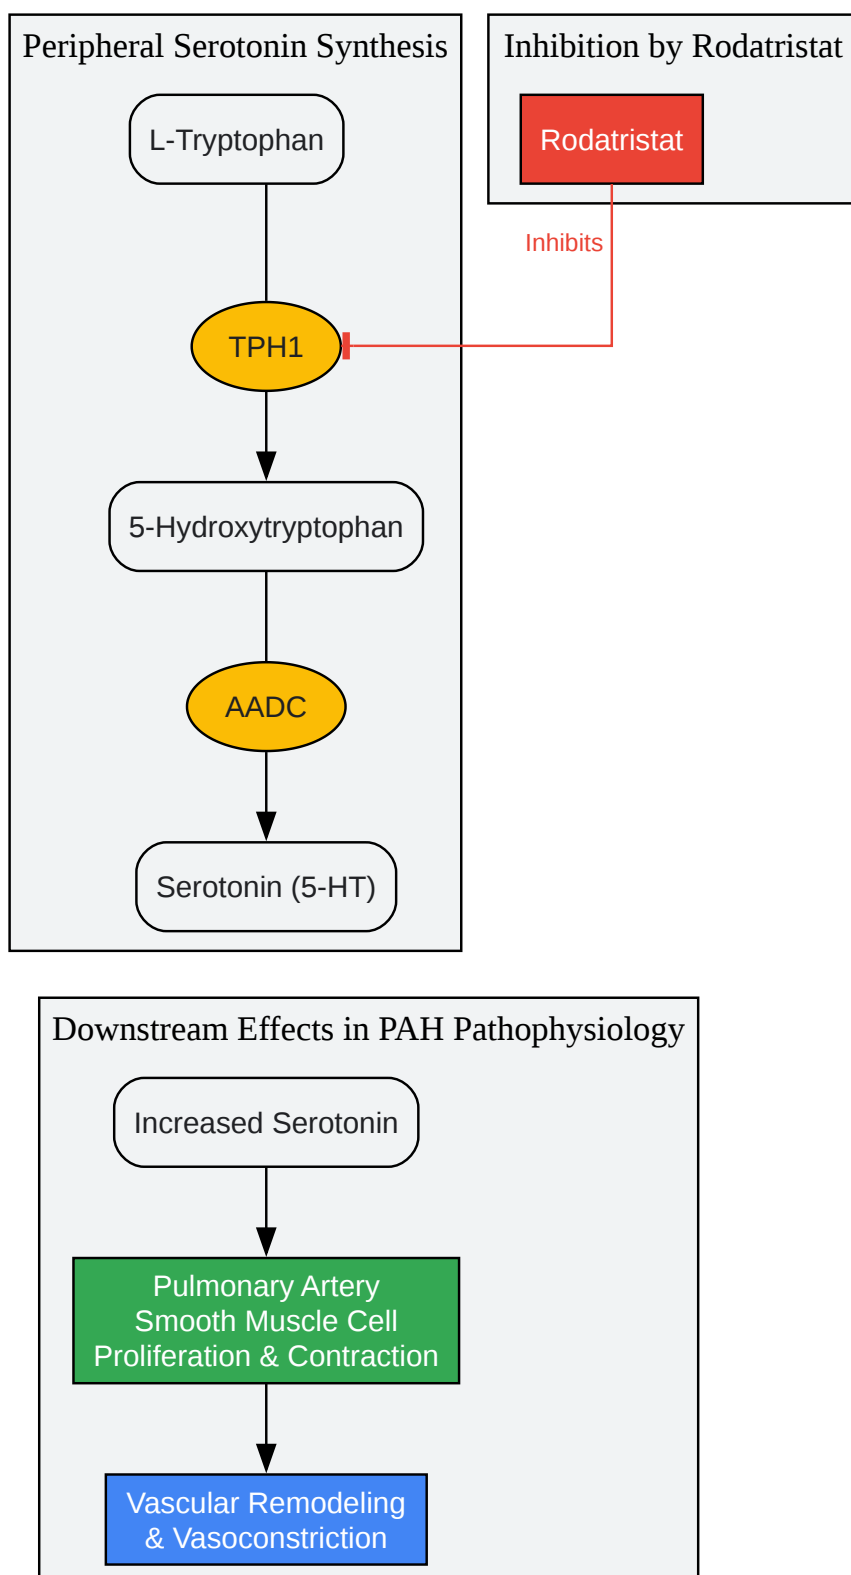 Peripheral Serotonin Synthesis
L-Tryptophan
TPH1
5-Hydroxytryptophan
AADC
Serotonin (5-HT)
Inhibition by Rodatristat
Rodatristat
Inhibits
Downstream Effects in PAH Pathophysiology
Increased Serotonin
Pulmonary Artery
Smooth Muscle Cell
Proliferation & Contraction
Vascular Remodeling
& Vasoconstriction